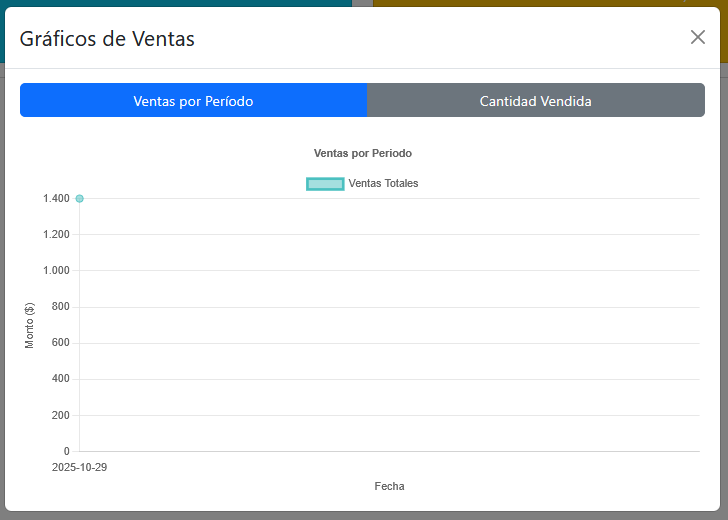 Gráficos de Ventas
Ventas por Período
Cantidad Vendida
Ventas por Periodo
Ventas Totales
1.400
1.200
1.000
800
600
400
200
0
Monto ($)
2025-10-29
Fecha